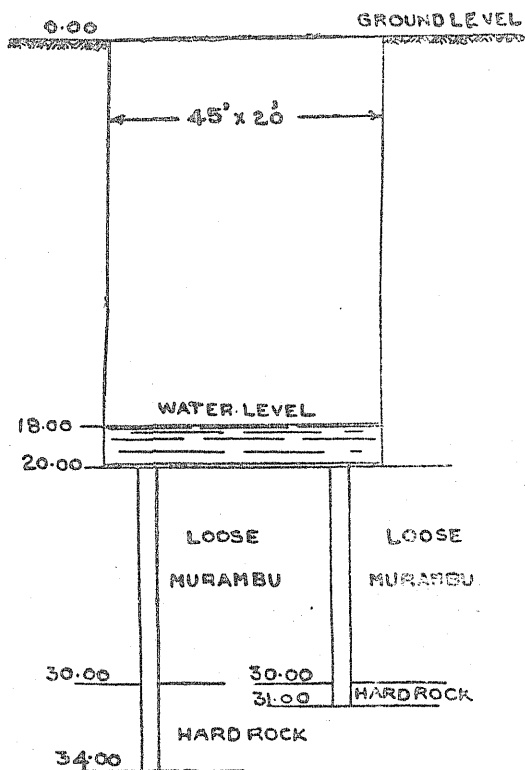 0.00 GROUND LEVEL
45' x 20'
WATER LEVEL
18.00
20.00
LOOSE LOOSE
MURAMBU MURAMBU
30.00 30.00
31.00 HARD ROCK
HARD ROCK
34.00